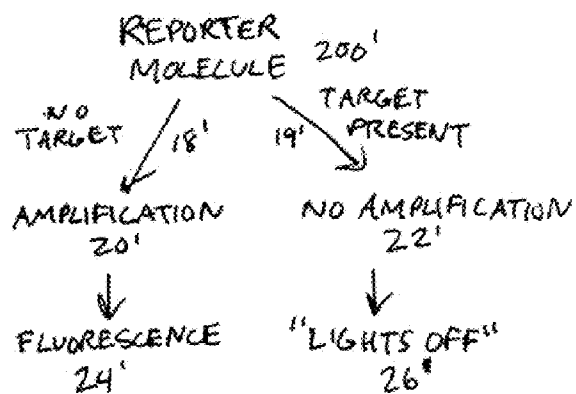 REPORTER
MOLECULE 200'
NO
TARGET 18' 19' TARGET
PRESENT
AMPLIFICATION NO AMPLIFICATION
20' 22'
FLUORESCENCE "LIGHTS OFF"
24' 26'